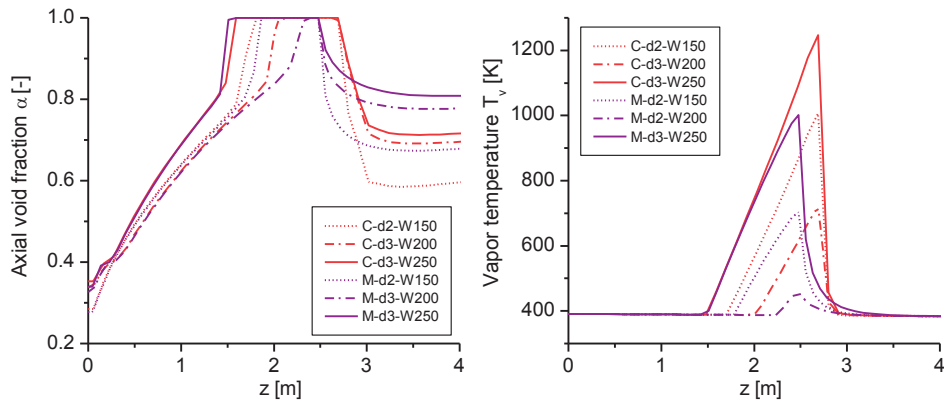 Axial void fraction α [-]
1.0
0.8
0.6
0.4
0.2
C-d2-W150
C-d3-W200
C-d3-W250
M-d2-W150
M-d3-W200
M-d3-W250
0
1
2
3
4
z [m]
Vapor temperature Tv [K]
1200
1000
800
600
400
C-d2-W150
C-d3-W200
C-d3-W250
M-d2-W150
M-d2-W200
M-d3-W250
0
1
2
3
4
z [m]